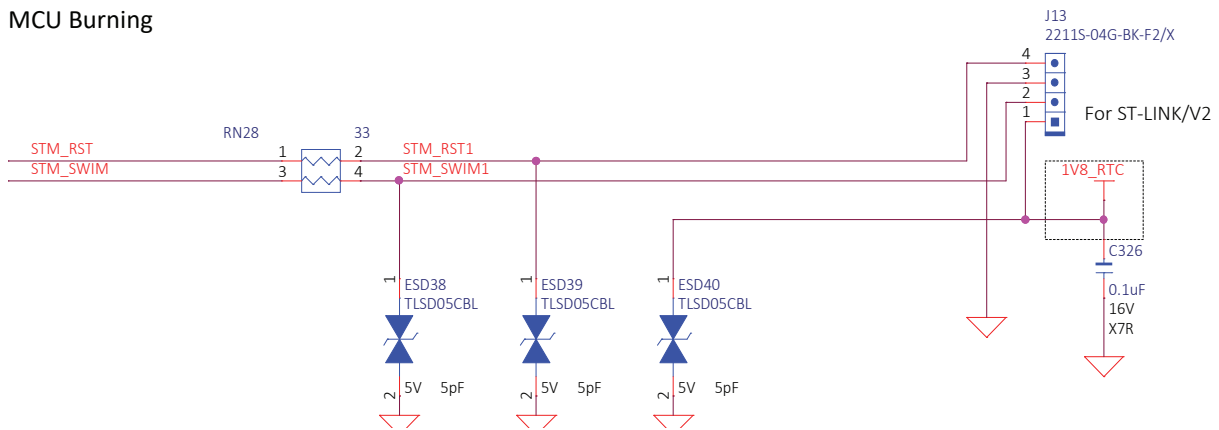 MCU Burning
J13
2211S-04G-BK-F2/X
4
3
2
1
For ST-LINK/V2
RN28
33
STM_RST
1
2
STM_RST1
STM_SWIM
3
4
STM_SWIM1
1V8_RTC
C326
0.1uF
16V
X7R
1
ESD38
TLSD05CBL
2
5V
5pF
1
ESD39
TLSD05CBL
2
5V
5pF
1
ESD40
TLSD05CBL
2
5V
5pF